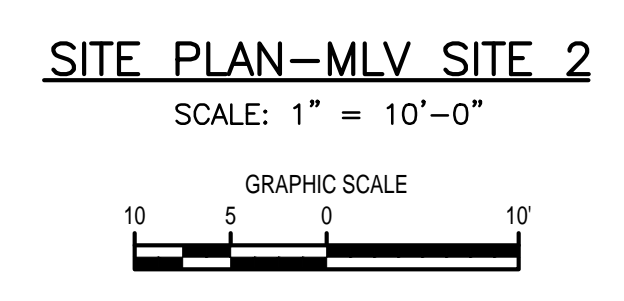 SITE PLAN-MLV SITE 2
SCALE: 1" = 10'-0"
GRAPHIC SCALE
10 5 0 10'